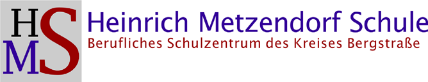 HMS
Heinrich Metzendorf Schule
Berufliches Schulzentrum des Kreises Bergstraße